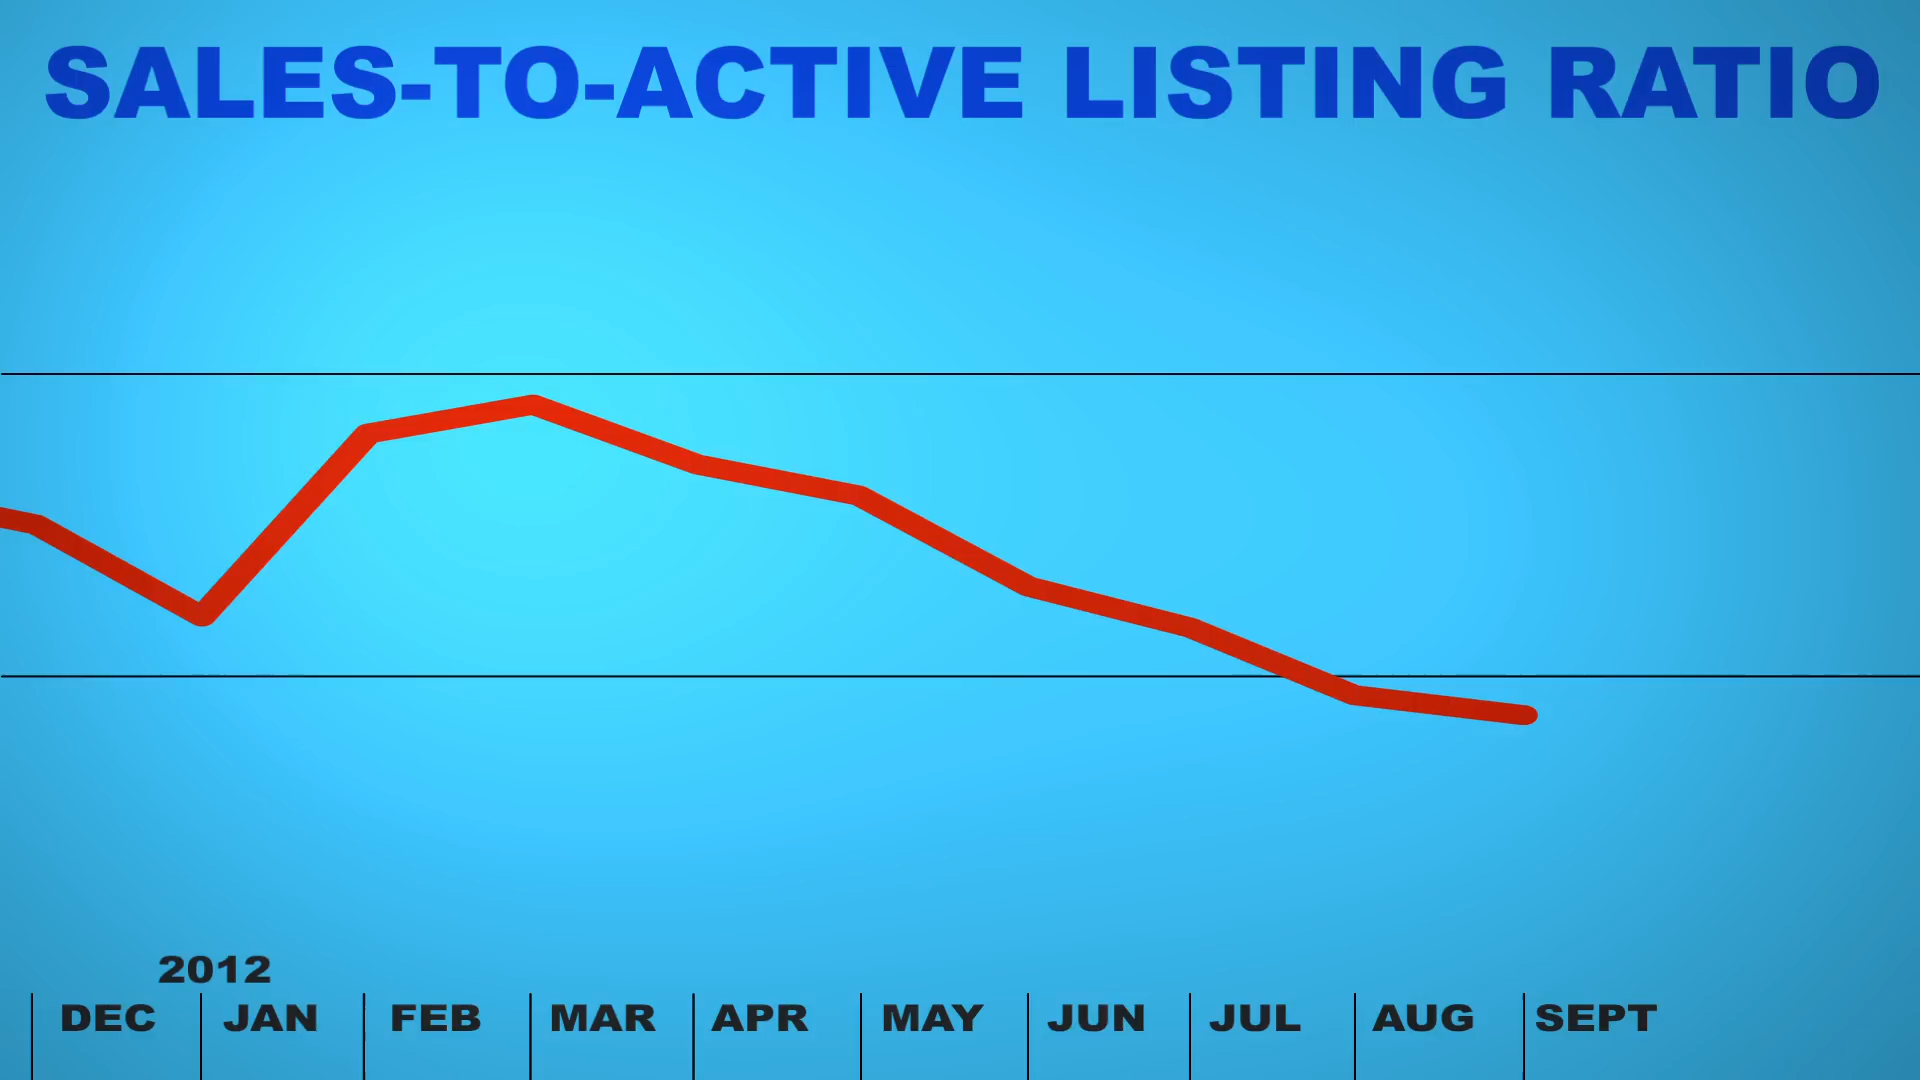 SALES-TO-ACTIVE LISTING RATIO
2012
DEC JAN FEB MAR APR MAY JUN JUL AUG SEPT